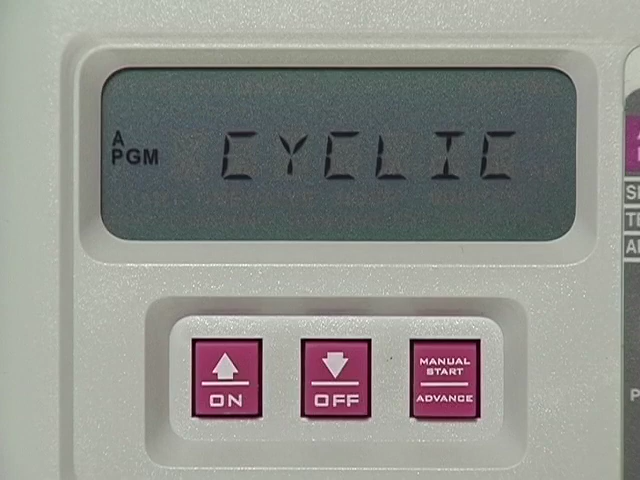 A
PGM
CYCLIC
ON
OFF
MANUAL
START
ADVANCE